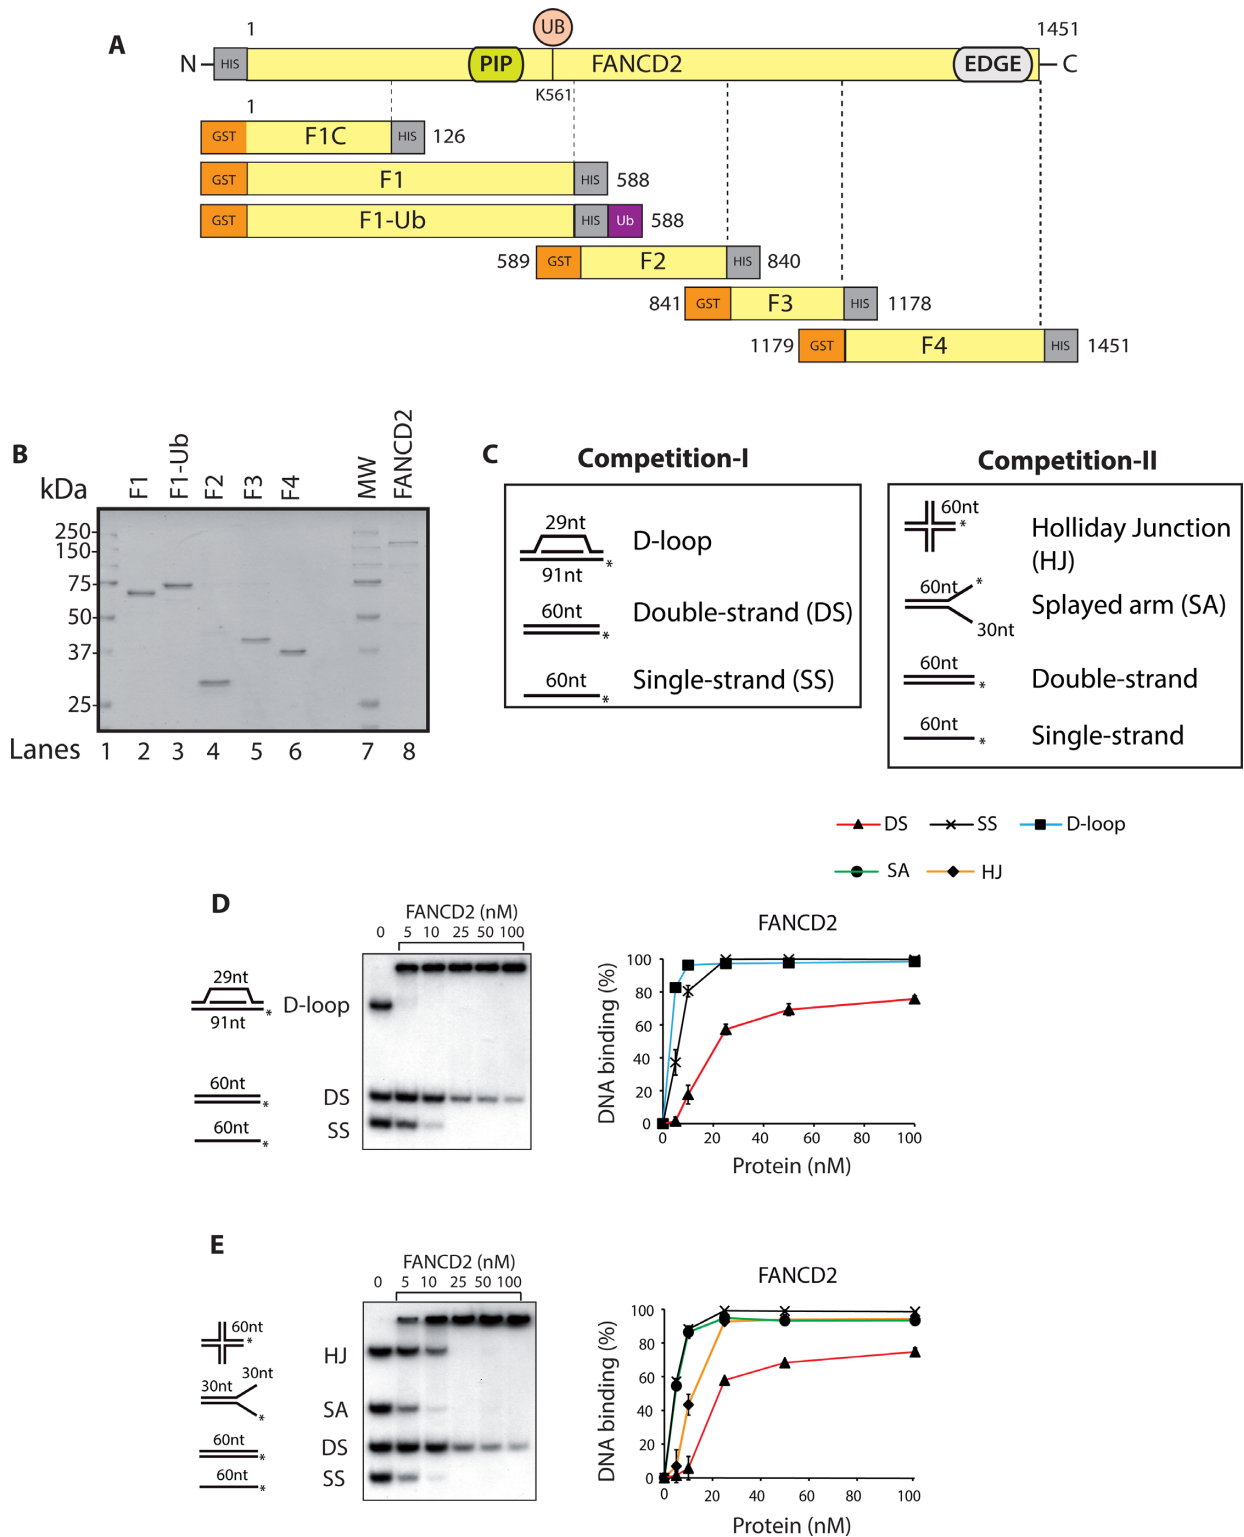 A
1
UB
1451
N
HIS
PIP
FANCD2
EDGE
C
K561
1
GST
F1C
HIS
126
GST
F1
HIS
588
GST
F1-Ub
HIS
Ub
588
589
GST
F2
HIS
840
841
GST
F3
HIS
1178
1179
GST
F4
HIS
1451
B
kDa
F1
F1-Ub
F2
F3
F4
MW
FANCD2
250
150
75
50
37
25
Lanes 1 2 3 4 5 6 7 8
C
Competition-I
29nt
D-loop
*
91nt
60nt
Double-strand (DS)
*
60nt
Single-strand (SS)
*
Competition-II
60nt
*
Holliday Junction
(HJ)
60nt
*
Splayed arm (SA)
30nt
60nt
Double-strand
*
60nt
Single-strand
*
DS SS D-loop
SA HJ
D
FANCD2 (nM)
0 5 10 25 50 100
29nt
D-loop
*
91nt
60nt
DS
*
60nt
SS
*
FANCD2
DNA binding (%)
100
80
60
40
20
0
0 20 40 60 80 100
Protein (nM)
E
FANCD2 (nM)
0 5 10 25 50 100
60nt
*
HJ
30nt
30nt
SA
*
60nt
DS
*
60nt
SS
*
FANCD2
DNA binding (%)
100
80
60
40
20
0
0 20 40 60 80 100
Protein (nM)